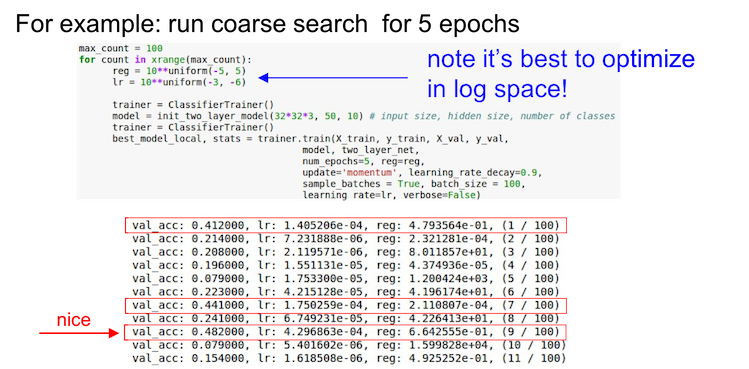 For example: run coarse search for 5 epochs
max_count = 100
for count in xrange(max_count):
reg = 10**uniform(-5, 5)
lr = 10**uniform(-3, -6)
note it's best to optimize
in log space!
trainer = ClassifierTrainer()
model = init_two_layer_model(32*32*3, 50, 10) # input size, hidden size, number of classes
trainer = ClassifierTrainer()
best_model_local, stats = trainer.train(X_train, y_train, X_val, y_val,
model, two_layer_net,
num_epochs=5, reg=reg,
update='momentum', learning_rate_decay=0.9,
sample_batches = True, batch_size = 100,
learning_rate=lr, verbose=False)
val_acc: 0.412000, lr: 1.405206e-04, reg: 4.793564e-01, (1 / 100)
val_acc: 0.214000, lr: 7.231888e-06, reg: 2.321281e-04, (2 / 100)
val_acc: 0.208000, lr: 2.119571e-06, reg: 8.011857e+01, (3 / 100)
val_acc: 0.196000, lr: 1.551131e-05, reg: 4.374936e-05, (4 / 100)
val_acc: 0.079000, lr: 1.753300e-05, reg: 1.200424e+03, (5 / 100)
val_acc: 0.223000, lr: 4.215128e-05, reg: 4.196174e+01, (6 / 100)
val_acc: 0.441000, lr: 1.750259e-04, reg: 2.110807e-04, (7 / 100)
val_acc: 0.241000, lr: 6.749231e-05, reg: 4.226413e+01, (8 / 100)
nice
val_acc: 0.482000, lr: 4.296863e-04, reg: 6.642555e-01, (9 / 100)
val_acc: 0.079000, lr: 5.401602e-06, reg: 1.599828e+04, (10 / 100)
val_acc: 0.154000, lr: 1.618508e-06, reg: 4.925252e-01, (11 / 100)